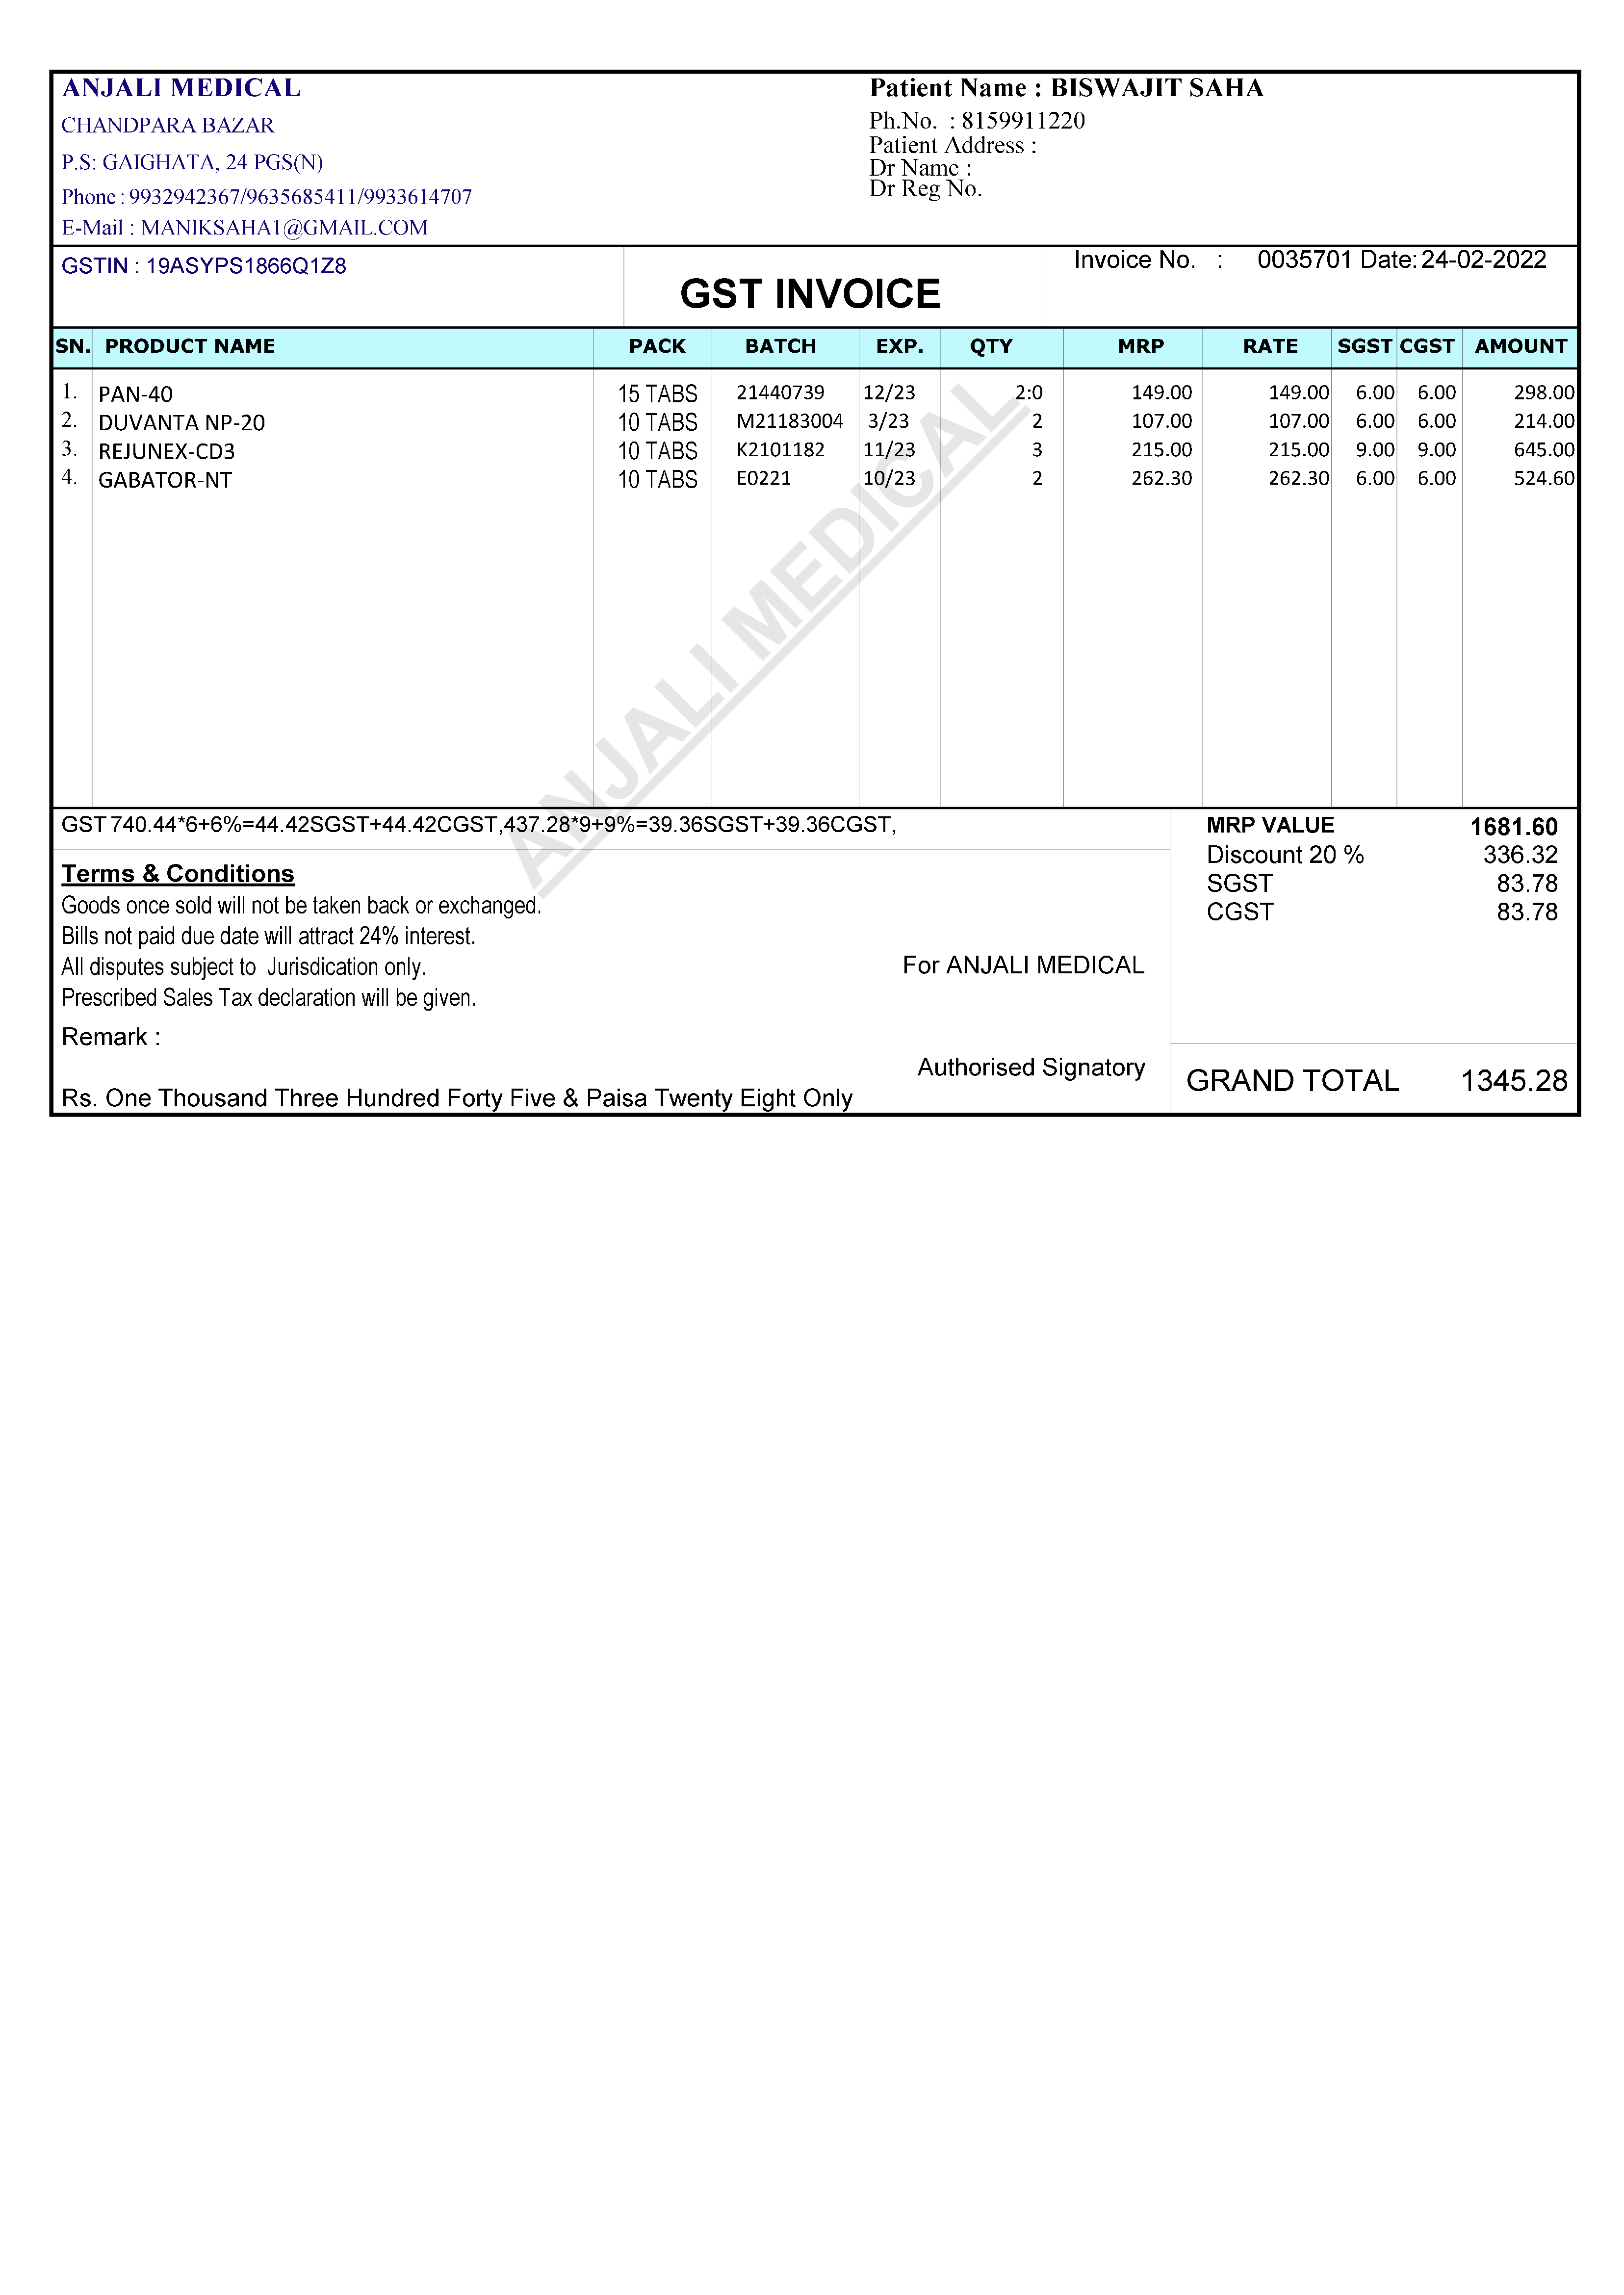 ANJALI MEDICAL
CHANDPARA BAZAR
P.S: GAIGHATA, 24 PGS(N)
Phone : 9932942367/9635685411/9933614707
E-Mail : MANIKSAHA1@GMAIL.COM
Patient Name : BISWAJIT SAHA
Ph.No. : 8159911220
Patient Address :
Dr Name :
Dr Reg No.
GSTIN : 19ASYPS1866Q1Z8
GST INVOICE
Invoice No. : 0035701 Date: 24-02-2022
SN. PRODUCT NAME PACK BATCH EXP. QTY MRP RATE SGST CGST AMOUNT
1. PAN-40 15 TABS 21440739 12/23 2:0 149.00 149.00 6.00 6.00 298.00
2. DUVANTA NP-20 10 TABS M21183004 3/23 2 107.00 107.00 6.00 6.00 214.00
3. REJUNEX-CD3 10 TABS K2101182 11/23 3 215.00 215.00 9.00 9.00 645.00
4. GABATOR-NT 10 TABS E0221 10/23 2 262.30 262.30 6.00 6.00 524.60
ANJALI MEDICAL
GST 740.44*6+6%=44.42SGST+44.42CGST,437.28*9+9%=39.36SGST+39.36CGST,
Terms & Conditions
Goods once sold will not be taken back or exchanged.
Bills not paid due date will attract 24% interest.
All disputes subject to Jurisdication only.
Prescribed Sales Tax declaration will be given.
Remark :
Rs. One Thousand Three Hundred Forty Five & Paisa Twenty Eight Only
For ANJALI MEDICAL
Authorised Signatory
MRP VALUE 1681.60
Discount 20 % 336.32
SGST 83.78
CGST 83.78
GRAND TOTAL 1345.28